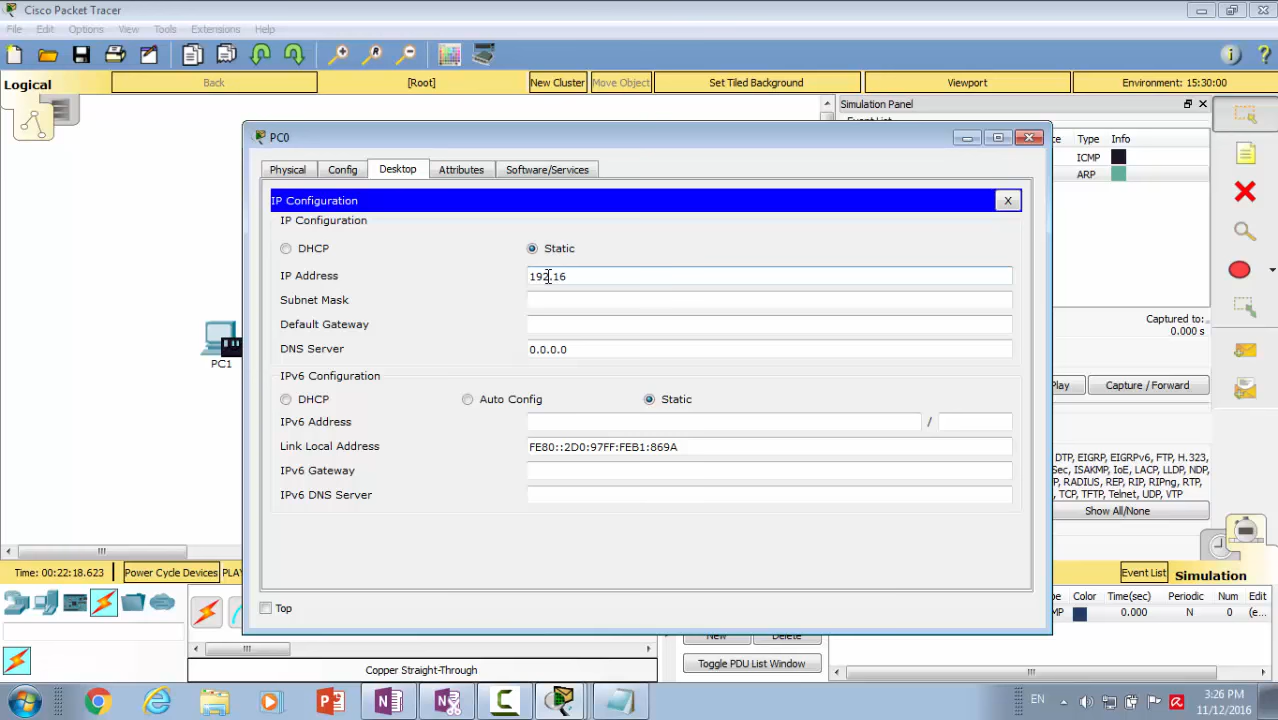 Cisco Packet Tracer
File Edit Options View Tools Extensions Help
Logical
Back
[Root]
New Cluster
Move Object
Set Tiled Background
Viewport
Environment: 15:30:00
Simulation Panel
Type Info
ICMP
ARP
PC0
Physical Config Desktop Attributes Software/Services
IP Configuration
X
IP Configuration
DHCP Static
IP Address 192.16
Subnet Mask
Default Gateway
DNS Server 0.0.0.0
IPv6 Configuration
DHCP Auto Config Static
IPv6 Address /
Link Local Address FE80::2D0:97FF:FEB1:869A
IPv6 Gateway
IPv6 DNS Server
Top
PC1
Captured to:
0.000 s
Play
Capture / Forward
DTP, EIGRP, EIGRPv6, FTP, H.323,
Sec, ISAKMP, IoE, LACP, LLDP, NDP,
RADIUS, REP, RIP, RIPng, RTP,
TCP, TFTP, Telnet, UDP, VTP
Show All/None
Time: 00:22:18.623
Power Cycle Devices
Event List
Simulation
Color Time(sec) Periodic Num Edit
0.000 N 0 (e...
New Delete
Toggle PDU List Window
Copper Straight-Through
EN
3:26 PM
11/12/2016